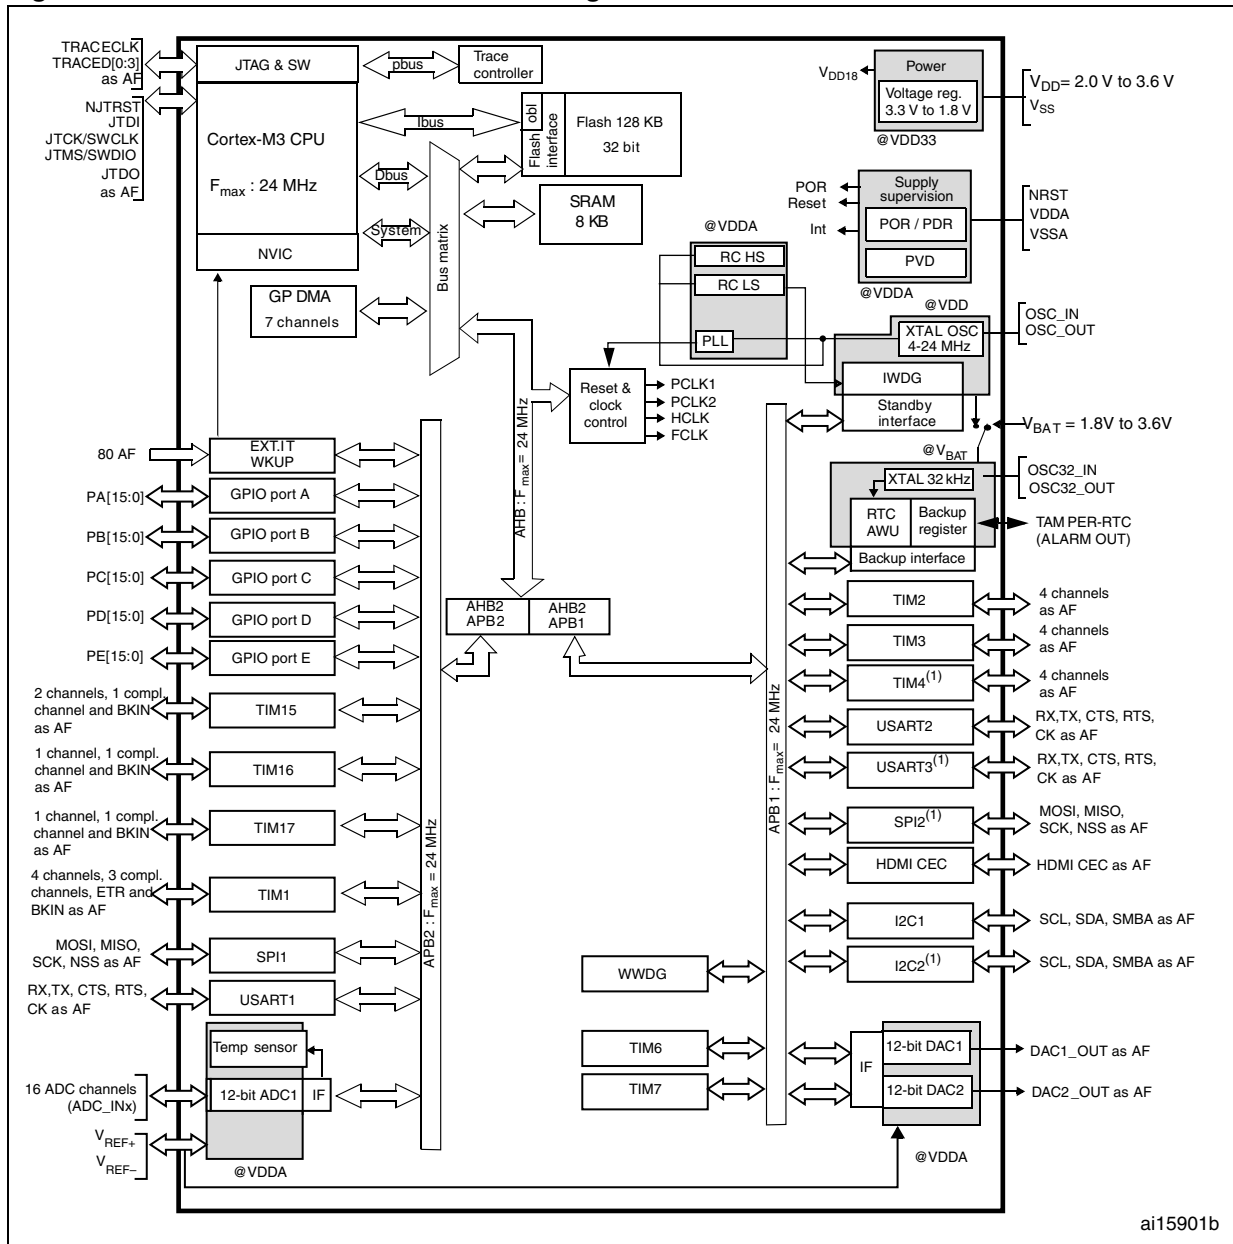 TRACECLK
TRACED[0:3]
as AF
NJTRST
JTDI
JTCK/SWCLK
JTMS/SWDIO
JTDO
as AF
JTAG & SW
pbus
Trace
controller
Cortex-M3 CPU
Fmax : 24 MHz
NVIC
Ibus
Dbus
System
Bus matrix
Flash obl
interface
Flash 128 KB
32 bit
SRAM
8 KB
GP DMA
7 channels
VDD18
Power
Voltage reg.
3.3 V to 1.8 V
@VDD33
VDD= 2.0 V to 3.6 V
VSS
POR
Reset
Int
Supply
supervision
POR / PDR
PVD
@VDDA
NRST
VDDA
VSSA
@VDDA
RC HS
RC LS
PLL
@VDD
XTAL OSC
4-24 MHz
OSC_IN
OSC_OUT
IWDG
Standby
interface
VBAT = 1.8V to 3.6V
@VBAT
Reset &
clock
control
PCLK1
PCLK2
HCLK
FCLK
AHB : Fmax= 24 MHz
XTAL 32 kHz
OSC32_IN
OSC32_OUT
RTC
AWU
Backup
register
Backup interface
TAMPER-RTC
(ALARM OUT)
80 AF
EXT.IT
WKUP
PA[15:0]
GPIO port A
PB[15:0]
GPIO port B
PC[15:0]
GPIO port C
PD[15:0]
GPIO port D
PE[15:0]
GPIO port E
2 channels, 1 compl.
channel and BKIN
as AF
TIM15
1 channel, 1 compl.
channel and BKIN
as AF
TIM16
1 channel, 1 compl.
channel and BKIN
as AF
TIM17
4 channels, 3 compl.
channels, ETR and
BKIN as AF
TIM1
MOSI, MISO,
SCK, NSS as AF
SPI1
RX,TX, CTS, RTS,
CK as AF
USART1
Temp sensor
16 ADC channels
(ADC_INx)
12-bit ADC1
IF
VREF+
VREF–
@VDDA
APB2 : Fmax = 24 MHz
AHB2
APB2
AHB2
APB1
APB1 : Fmax= 24 MHz
TIM2
4 channels
as AF
TIM3
4 channels
as AF
TIM4(1)
4 channels
as AF
USART2
RX,TX, CTS, RTS,
CK as AF
USART3(1)
RX,TX, CTS, RTS,
CK as AF
SPI2(1)
MOSI, MISO,
SCK, NSS as AF
HDMI CEC
HDMI CEC as AF
I2C1
SCL, SDA, SMBA as AF
I2C2(1)
SCL, SDA, SMBA as AF
WWDG
TIM6
TIM7
IF
12-bit DAC1
DAC1_OUT as AF
12-bit DAC2
DAC2_OUT as AF
@VDDA
ai15901b